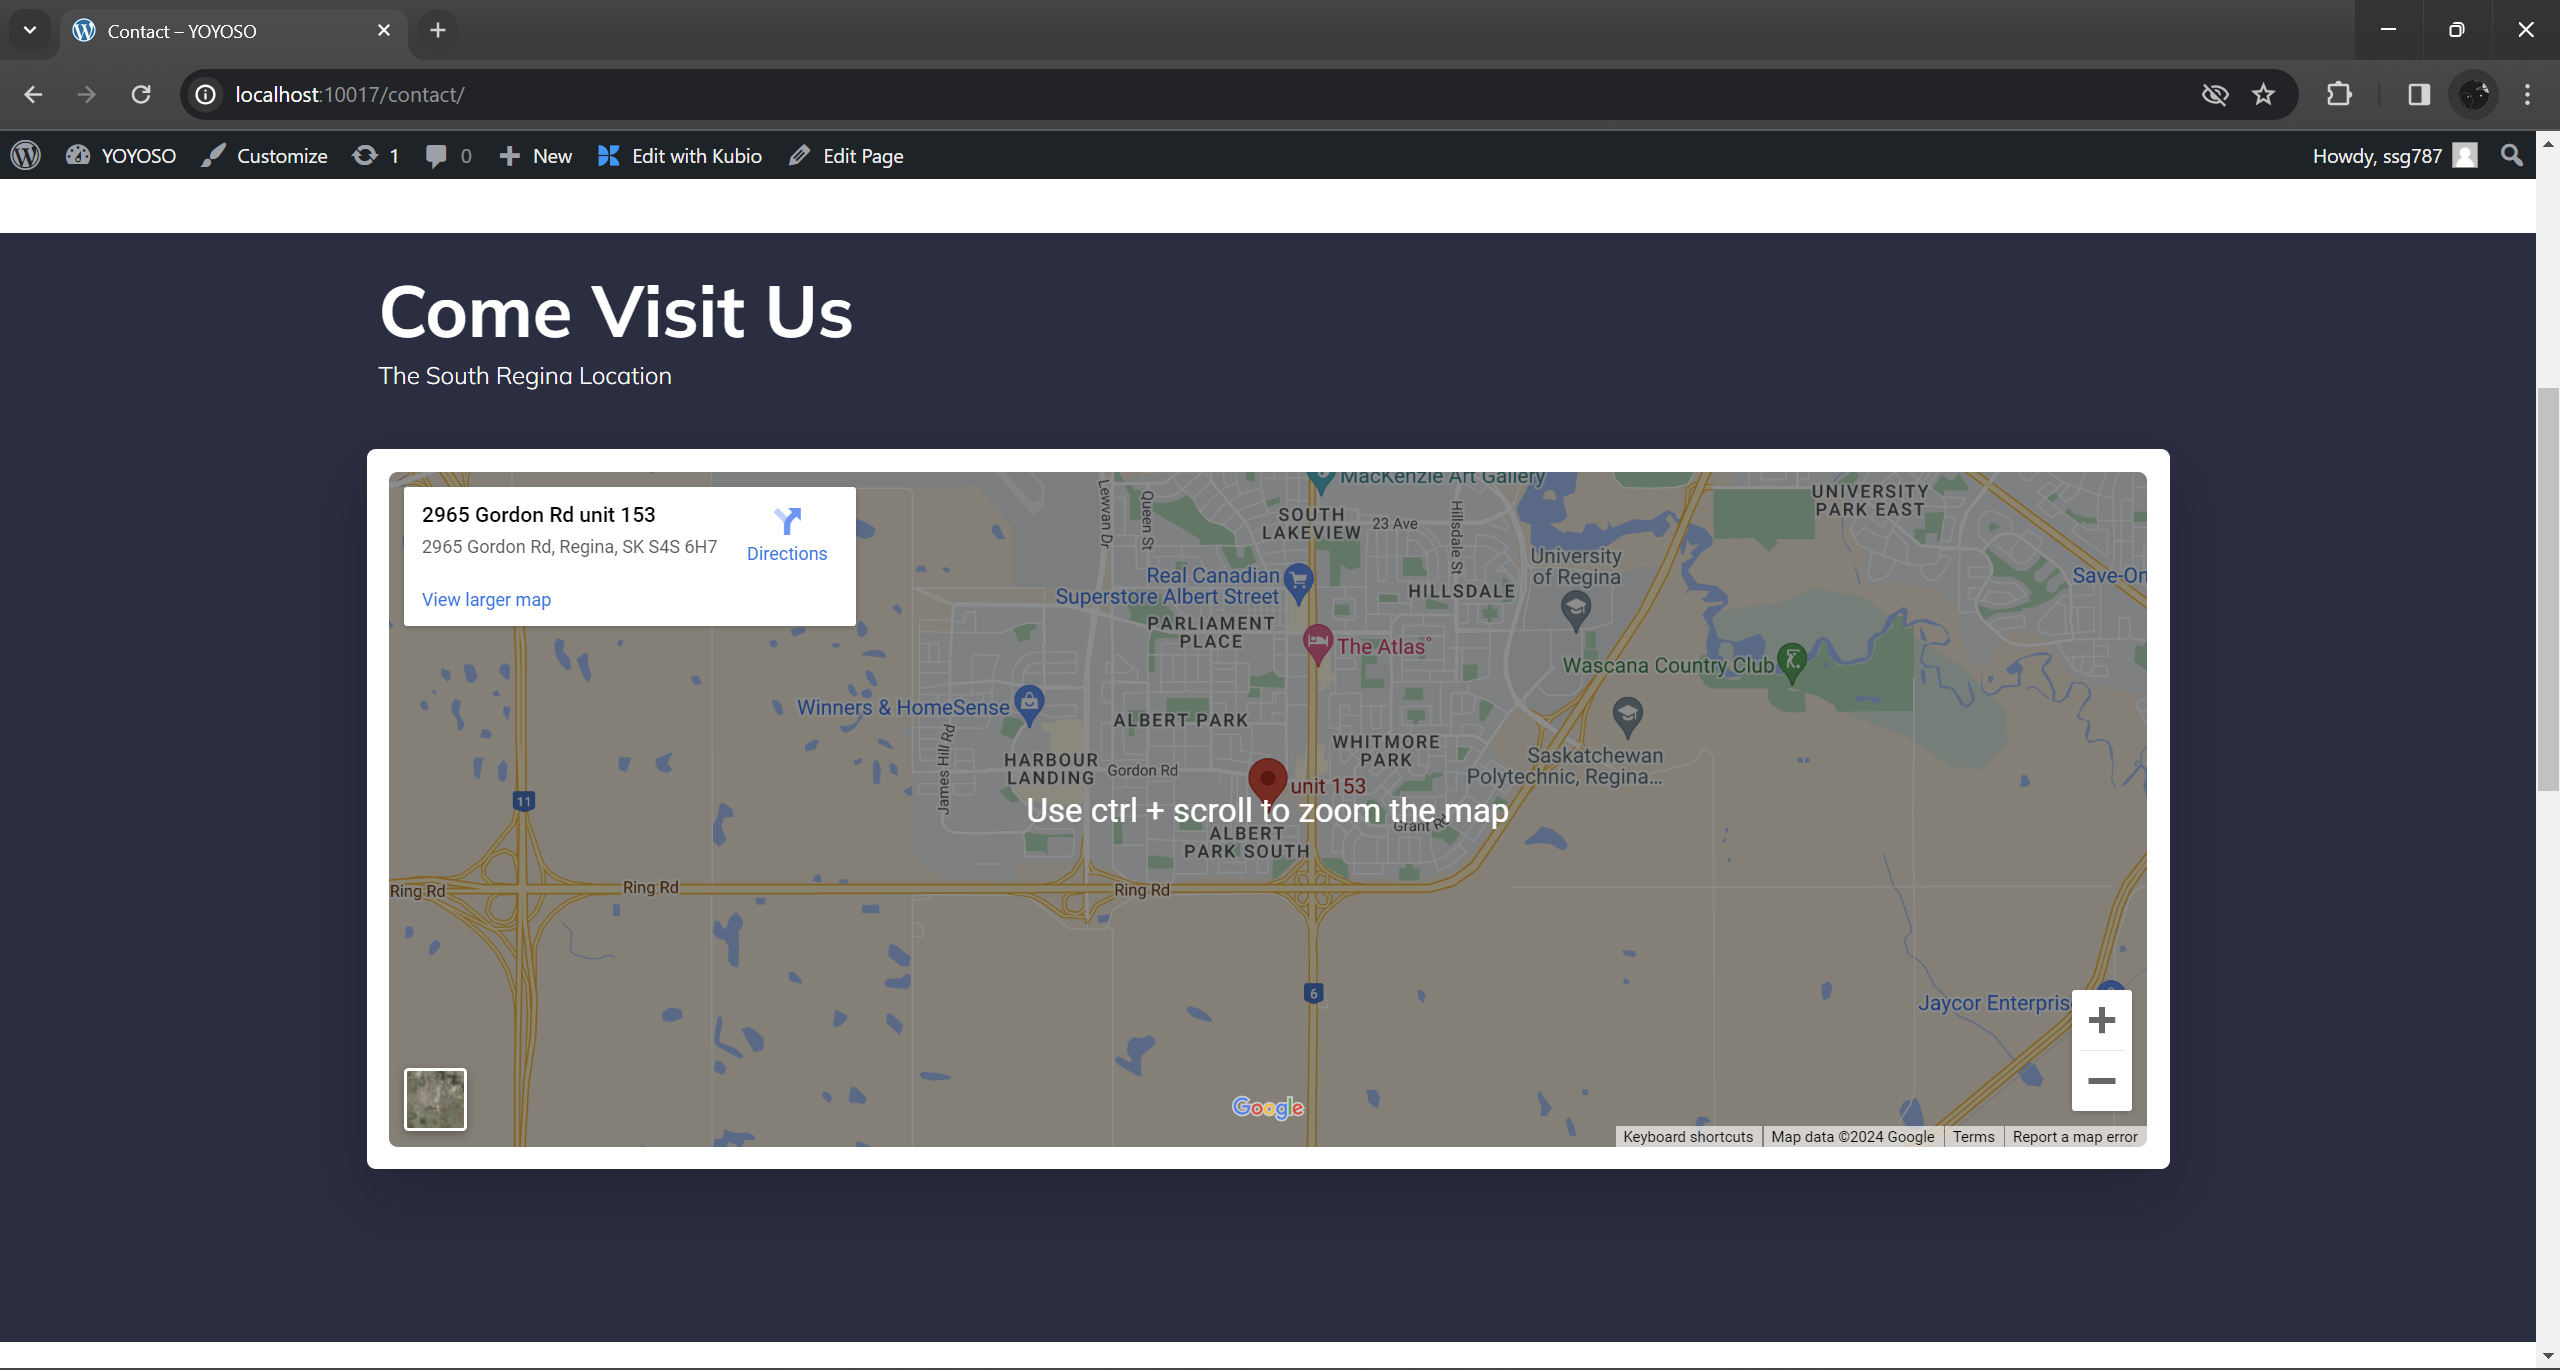 Contact – YOYOSO
localhost:10017/contact/
YOYOSO
Customize
1
0
New
Edit with Kubio
Edit Page
Howdy, ssg787
Come Visit Us
The South Regina Location
2965 Gordon Rd unit 153
2965 Gordon Rd, Regina, SK S4S 6H7
Directions
View larger map
MacKenzie Art Gallery
Lewvan Dr
Queen St
SOUTH
LAKEVIEW
23 Ave
Hillsdale St
UNIVERSITY
PARK EAST
University
of Regina
Real Canadian
Superstore Albert Street
HILLSDALE
Save-On
PARLIAMENT
PLACE
The Atlas
Wascana Country Club
Winners & HomeSense
ALBERT PARK
James Hill Rd
HARBOUR
LANDING
Gordon Rd
WHITMORE
PARK
Saskatchewan
Polytechnic, Regina...
unit 153
11
Use ctrl + scroll to zoom the map
Grant Rd
ALBERT
PARK SOUTH
Ring Rd
Ring Rd
Ring Rd
6
Jaycor Enterpris
Google
Keyboard shortcuts
Map data ©2024 Google
Terms
Report a map error